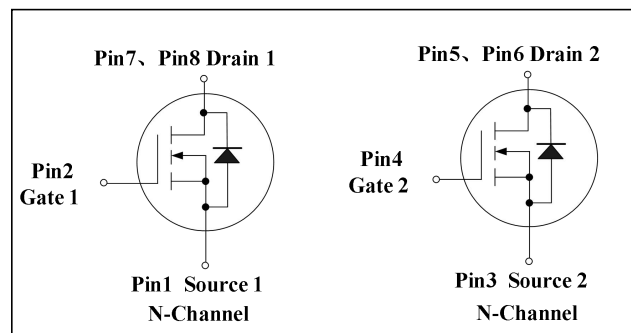 Pin7、Pin8 Drain 1
Pin2
Gate 1
Pin1 Source 1
N-Channel
Pin5、Pin6 Drain 2
Pin4
Gate 2
Pin3 Source 2
N-Channel